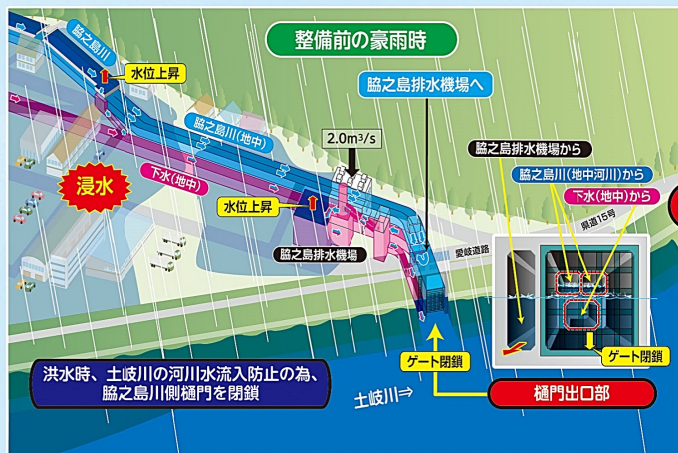 整備前の豪雨時
脇之島川
水位上昇
脇之島排水機場へ
脇之島川(地中)
2.0m³/s
下水(地中)
浸水
水位上昇
脇之島排水機場
脇之島排水機場から
脇之島川(地中河川)から
下水(地中)から
県道15号
愛岐道路
ゲート閉鎖
ゲート閉鎖
樋門出口部
土岐川⇒
洪水時、土岐川の河川水流入防止の為、
脇之島川側樋門を閉鎖